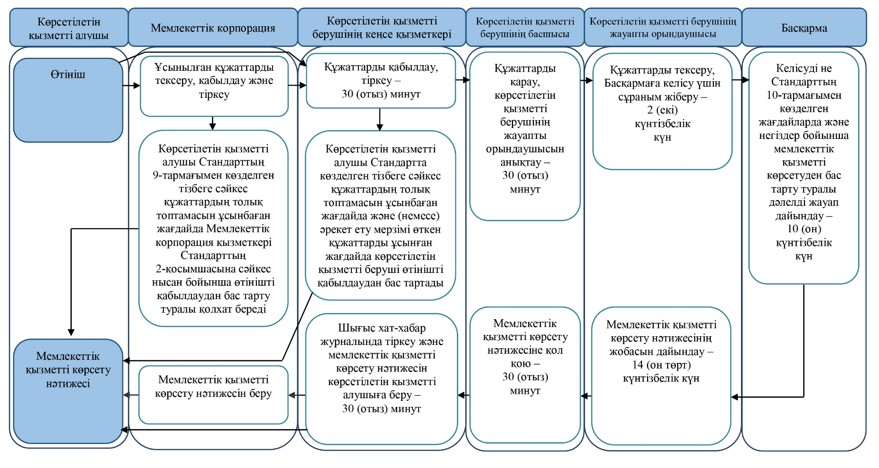 Көрсетілетін
қызметті алушы
Мемлекеттік корпорация
Көрсетілетін қызметті
берушінің кеңсе қызметкері
Көрсетілетін қызметті
берушінің басшысы
Көрсетілетін қызметті берушінің
жауапты орындаушысы
Басқарма
Өтініш
Ұсынылған құжаттарды
тексеру, қабылдау және
тіркеу
Құжаттарды қабылдау,
тіркеу –
30 (отыз) минут
Құжаттарды
қарау,
көрсетілетін
қызметті
берушінің
жауапты
орындаушысын
анықтау –
30 (отыз)
минут
Құжаттарды тексеру,
Басқармаға келісу үшін
сұраным жіберу –
2 (екі)
күнтізбелік
күн
Келісуді не
Стандарттың
10-тармағымен
көзделген
жағдайларда және
негіздер бойынша
мемлекеттік
қызметті
көрсетуден бас
тарту туралы
дәлелді жауап
дайындау –
10 (он)
күнтізбелік
күн
Көрсетілетін қызметті
алушы Стандарттың
9-тармағымен көзделген
тізбеге сәйкес
құжаттардың толық
топтамасын ұсынбаған
жағдайда Мемлекеттік
корпорация қызметкері
Стандарттың
2-қосымшасына сәйкес
нысан бойынша өтінішті
қабылдаудан бас тарту
туралы қолхат береді
Көрсетілетін қызметті
алушы Стандартта
көзделген тізбеге сәйкес
құжаттардың толық
топтамасын ұсынбаған
жағдайда және (немесе)
әрекет ету мерзімі өткен
құжаттарды ұсынған
жағдайда көрсетілетін
қызметті беруші өтінішті
қабылдаудан бас тартады
Мемлекеттік
қызметті көрсету
нәтижесі
Мемлекеттік қызметті
көрсету нәтижесін беру
Шығыс хат-хабар
журналында тіркеу және
мемлекеттік қызметті
көрсету нәтижесін
көрсетілетін қызметті
алушыға беру –
30 (отыз) минут
Мемлекеттік
қызметті көрсету
нәтижесіне қол
қою –
30 (отыз)
минут
Мемлекеттік қызметті
көрсету нәтижесінің
жобасын дайындау –
14 (он төрт)
күнтізбелік күн